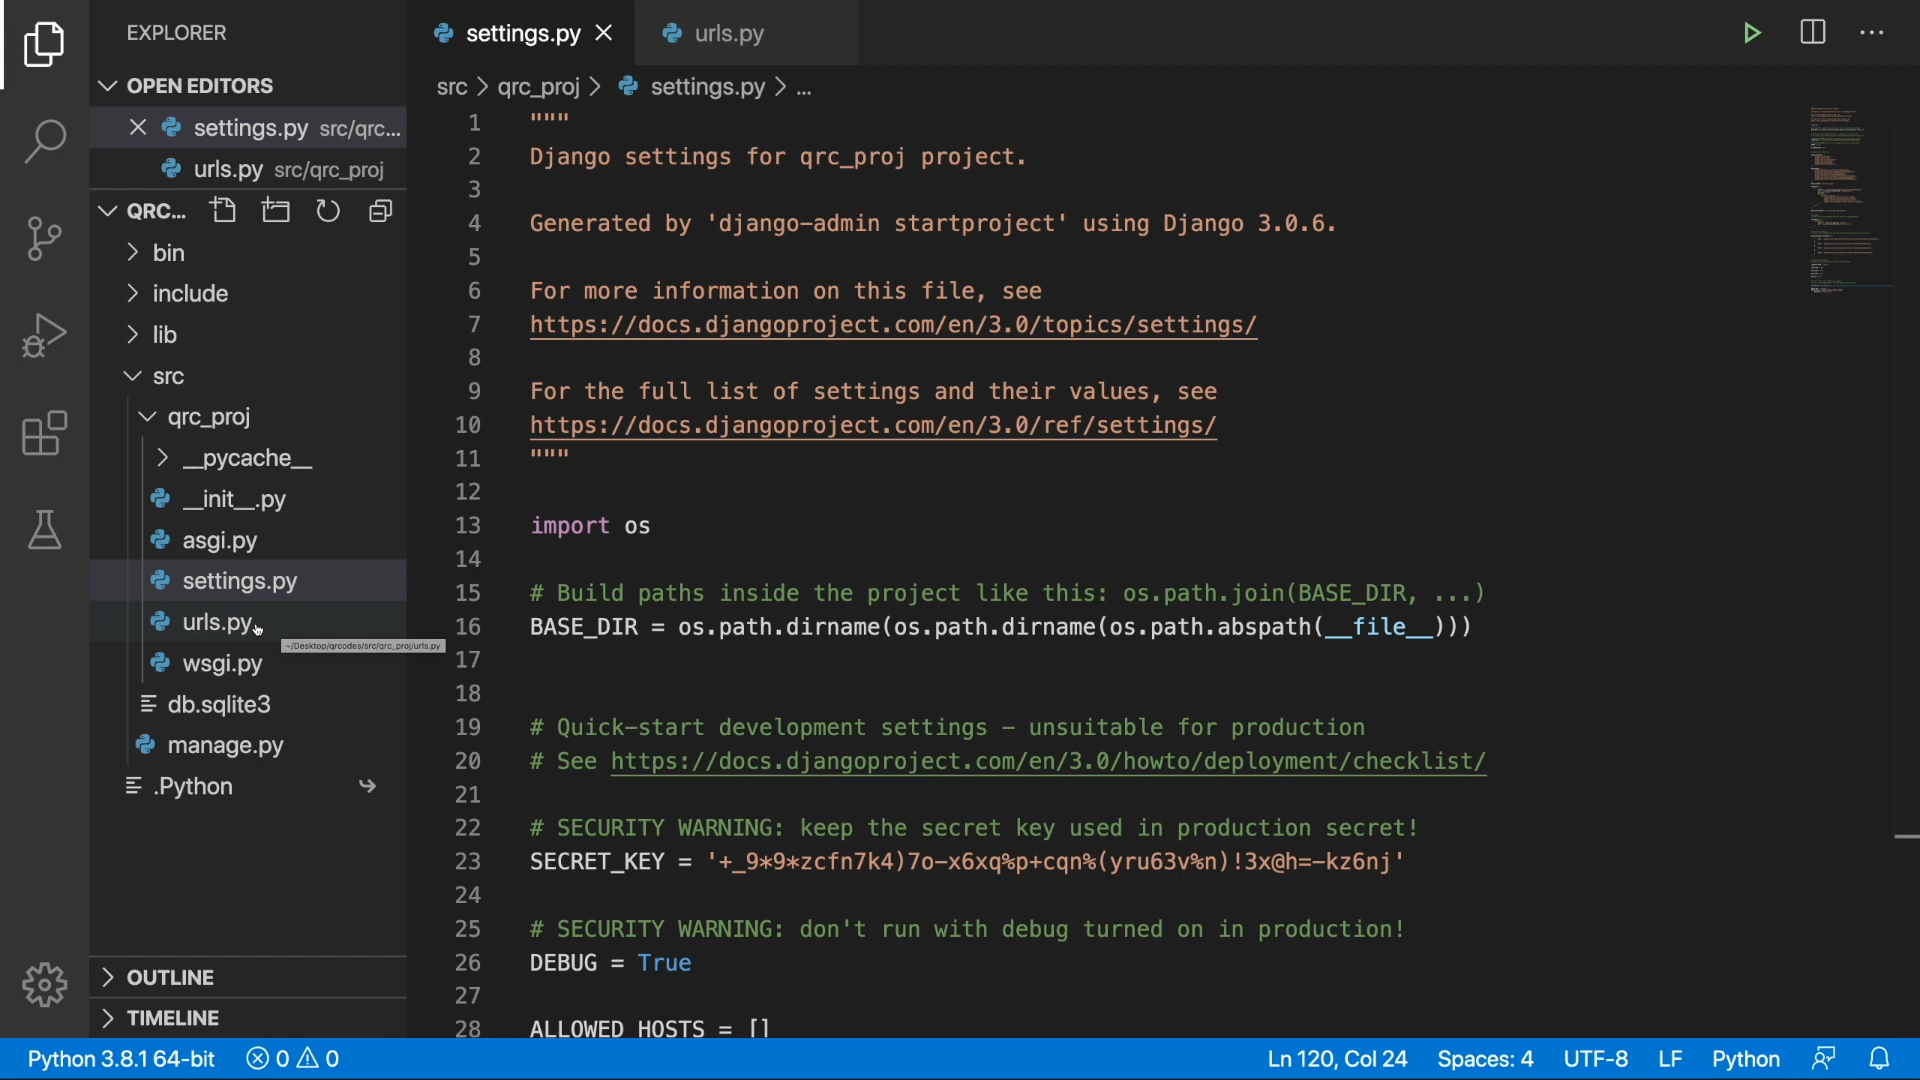 EXPLORER
OPEN EDITORS
settings.py src/qrc...
urls.py src/qrc_proj
QRC...
bin
include
lib
src
qrc_proj
__pycache__
__init__.py
asgi.py
settings.py
urls.py
~/Desktop/qrcodes/src/qrc_proj/urls.py
wsgi.py
db.sqlite3
manage.py
.Python
OUTLINE
TIMELINE
settings.py urls.py
src > qrc_proj > settings.py > ...
1 """
2 Django settings for qrc_proj project.
3
4 Generated by 'django-admin startproject' using Django 3.0.6.
5
6 For more information on this file, see
7 https://docs.djangoproject.com/en/3.0/topics/settings/
8
9 For the full list of settings and their values, see
10 https://docs.djangoproject.com/en/3.0/ref/settings/
11 """
12
13 import os
14
15 # Build paths inside the project like this: os.path.join(BASE_DIR, ...)
16 BASE_DIR = os.path.dirname(os.path.dirname(os.path.abspath(__file__)))
17
18
19 # Quick-start development settings - unsuitable for production
20 # See https://docs.djangoproject.com/en/3.0/howto/deployment/checklist/
21
22 # SECURITY WARNING: keep the secret key used in production secret!
23 SECRET_KEY = '+_9*9*zcfn7k4)7o-x6xq%p+cqn%(yru63v%n)!3x@h=-kz6nj'
24
25 # SECURITY WARNING: don't run with debug turned on in production!
26 DEBUG = True
27
28 ALLOWED_HOSTS = []
Python 3.8.1 64-bit 0 0 Ln 120, Col 24 Spaces: 4 UTF-8 LF Python